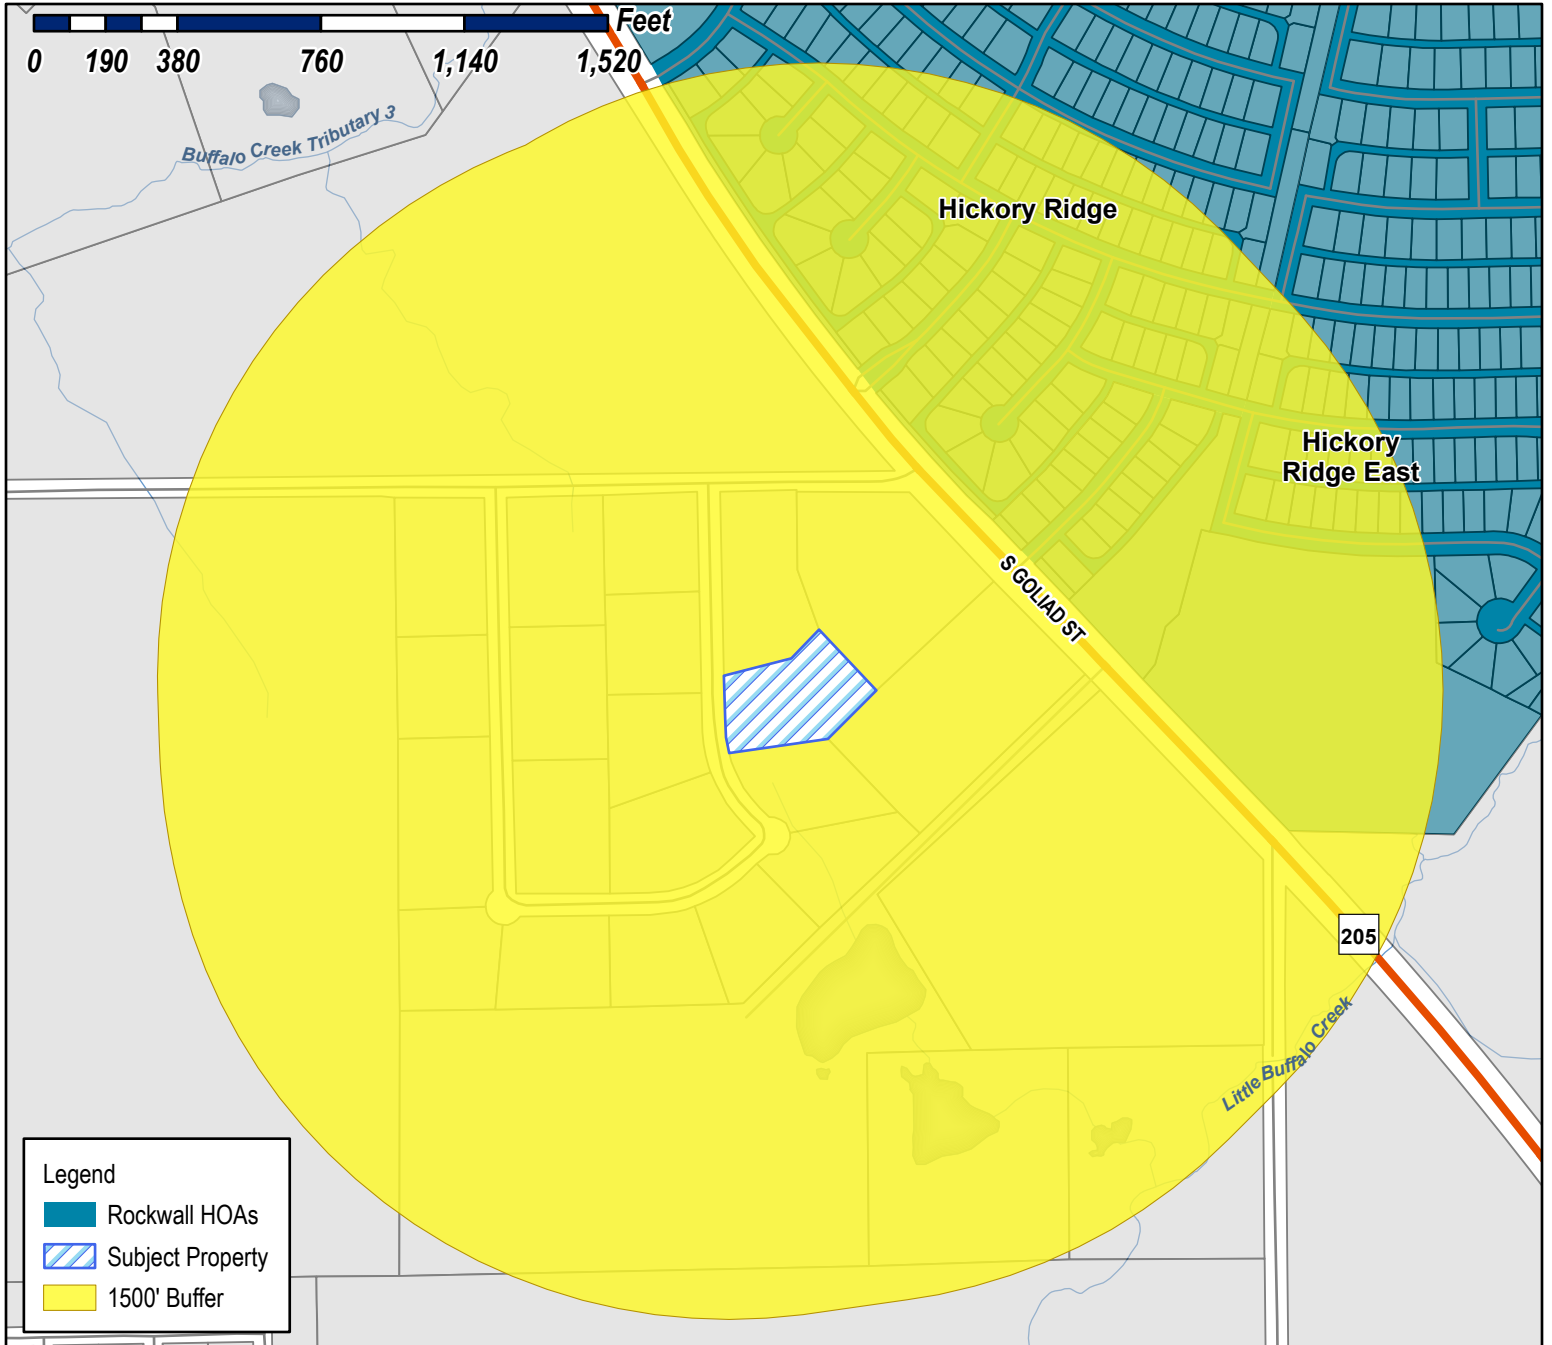 Feet
0 190 380 760 1,140 1,520
Buffalo Creek Tributary 3
Hickory Ridge
Hickory
Ridge East
S GOLIAD ST
205
Little Buffalo Creek
Legend
Rockwall HOAs
Subject Property
1500' Buffer